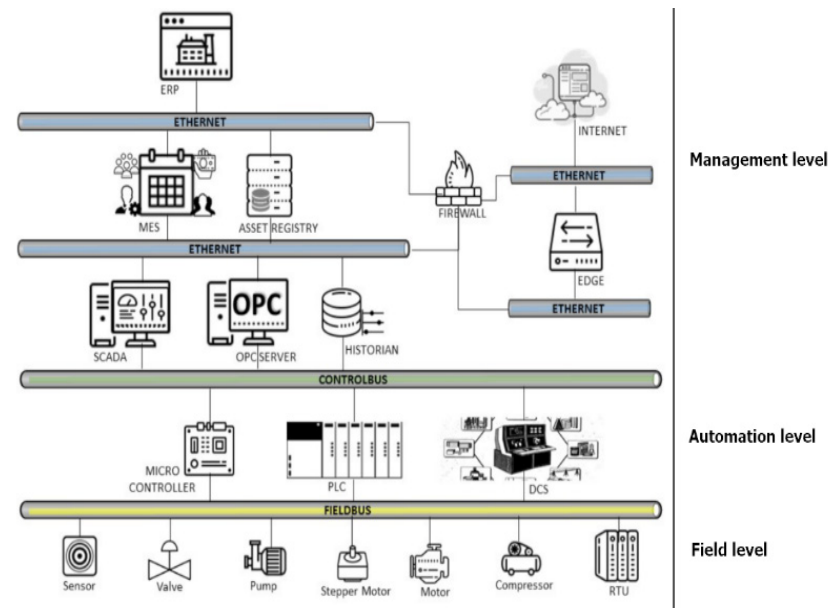 ERP
ETHERNET
INTERNET
Management level
ETHERNET
FIREWALL
MES
ASSET REGISTRY
ETHERNET
EDGE
ETHERNET
OPC
SCADA
OPC SERVER
HISTORIAN
CONTROLBUS
Automation level
MICRO
CONTROLLER
PLC
DCS
FIELDBUS
Field level
Sensor
Valve
Pump
Stepper Motor
Motor
Compressor
RTU